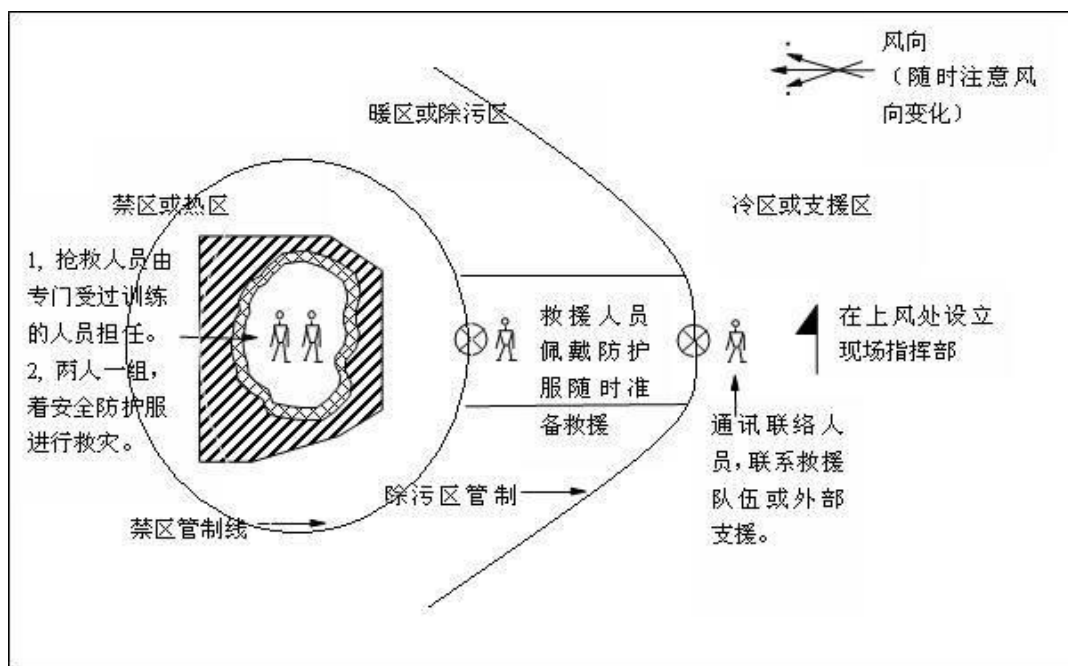 风向
（随时注意风
向变化）
暖区或除污区
禁区或热区
冷区或支援区
1, 抢救人员由
专门受过训练
的人员担任。
2, 两人一组，
着安全防护服
进行救灾。
救援人员
佩戴防护
服随时准
备救援
在上风处设立
现场指挥部
通讯联络人
员，联系救援
队伍或外部
支援。
除污区管制
禁区管制线